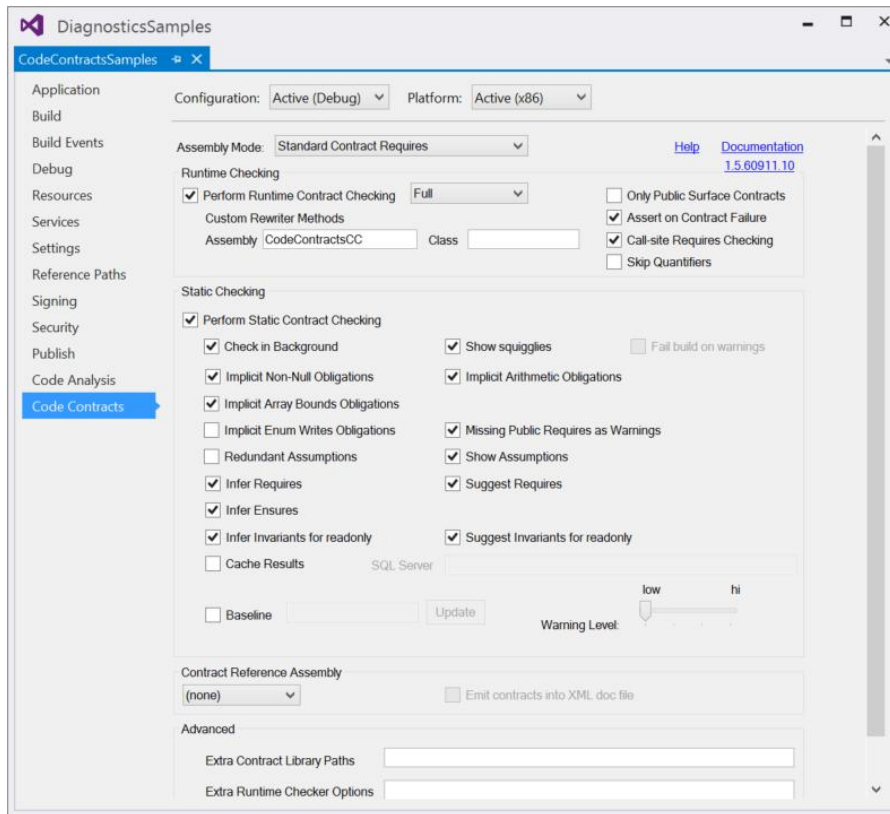 DiagnosticsSamples
CodeContractsSamples
Application
Build
Build Events
Debug
Resources
Services
Settings
Reference Paths
Signing
Security
Publish
Code Analysis
Code Contracts
Configuration: Active (Debug) Platform: Active (x86)
Assembly Mode: Standard Contract Requires Help Documentation
1.5.60911.10
Runtime Checking
Perform Runtime Contract Checking Full Only Public Surface Contracts
Custom Rewriter Methods Assert on Contract Failure
Assembly CodeContractsCC Class Call-site Requires Checking
Skip Quantifiers
Static Checking
Perform Static Contract Checking
Check in Background Show squigglies Fail build on warnings
Implicit Non-Null Obligations Implicit Arithmetic Obligations
Implicit Array Bounds Obligations
Implicit Enum Writes Obligations Missing Public Requires as Warnings
Redundant Assumptions Show Assumptions
Infer Requires Suggest Requires
Infer Ensures
Infer Invariants for readonly Suggest Invariants for readonly
Cache Results SQL Server
low hi
Baseline Update
Warning Level:
Contract Reference Assembly
(none) Emit contracts into XML doc file
Advanced
Extra Contract Library Paths
Extra Runtime Checker Options